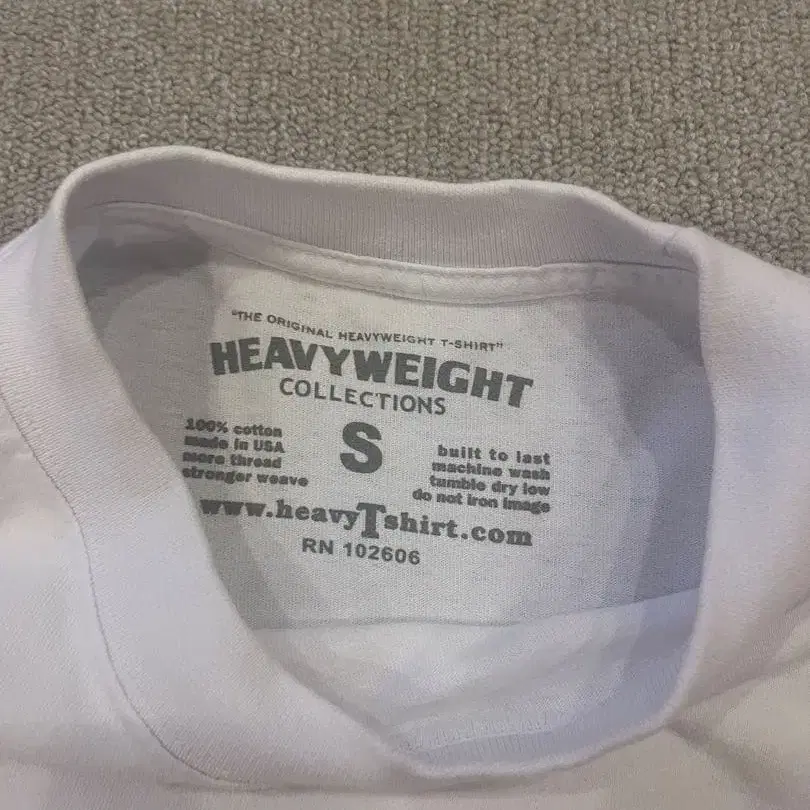 "THE ORIGINAL HEAVYWEIGHT T-SHIRT"
HEAVYWEIGHT
COLLECTIONS
S
100% cotton
made in USA
more thread
stronger weave
built to last
machine wash
tumble dry low
do not iron image
www.heavyTshirt.com
RN 102606